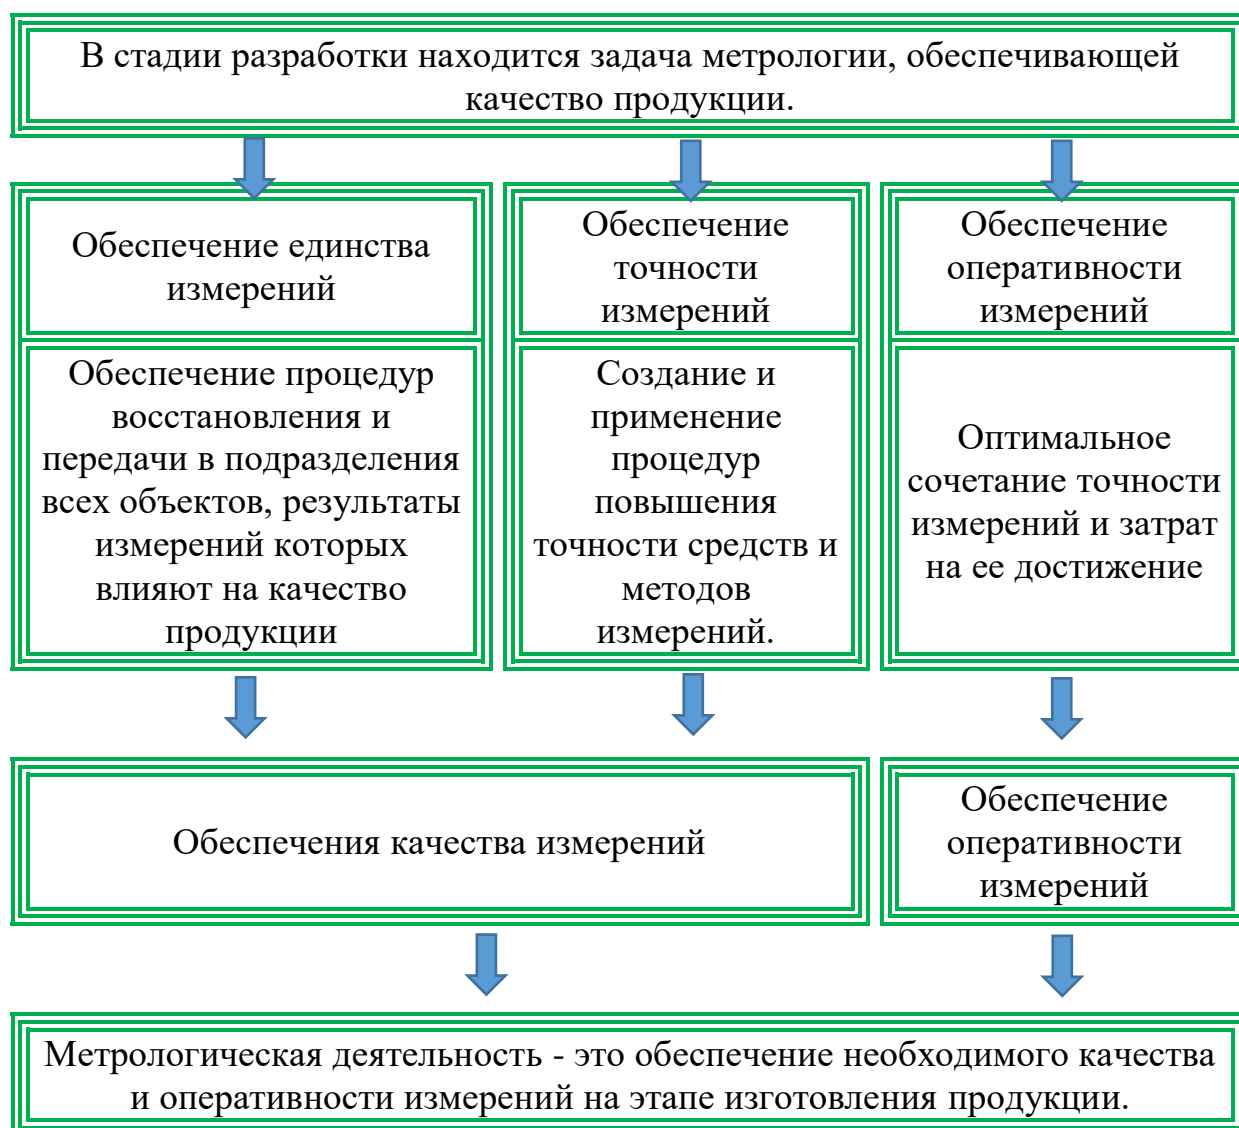 В стадии разработки находится задача метрологии, обеспечивающей
качество продукции.
Обеспечение единства
измерений
Обеспечение
точности
измерений
Обеспечение
оперативности
измерений
Обеспечение процедур
восстановления и
передачи в подразделения
всех объектов, результаты
измерений которых
влияют на качество
продукции
Создание и
применение
процедур
повышения
точности средств и
методов
измерений.
Оптимальное
сочетание точности
измерений и затрат
на ее достижение
Обеспечения качества измерений
Обеспечение
оперативности
измерений
Метрологическая деятельность - это обеспечение необходимого качества
и оперативности измерений на этапе изготовления продукции.